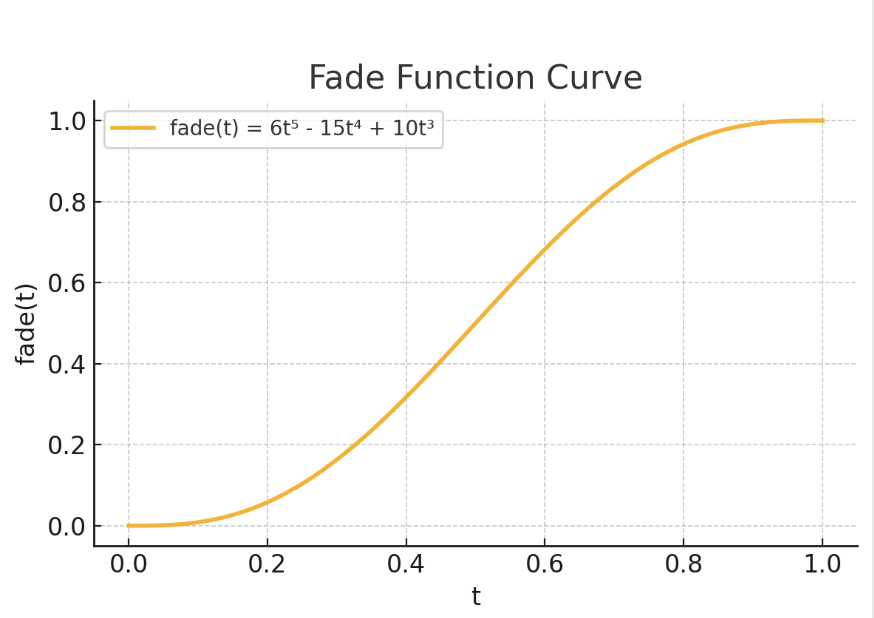 Fade Function Curve
fade(t) = 6t⁵ - 15t⁴ + 10t³
1.0
0.8
0.6
0.4
0.2
0.0
fade(t)
0.0 0.2 0.4 0.6 0.8 1.0
t